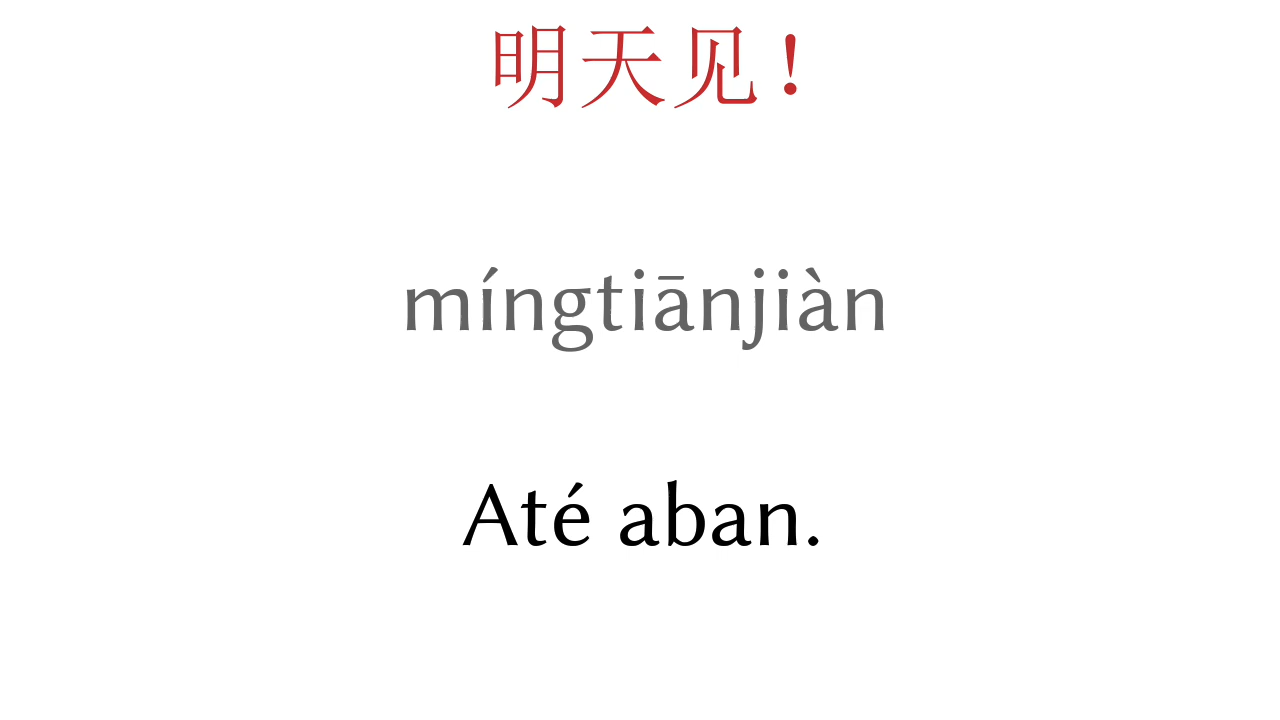 明天见！
míngtiānjiàn
Até aban.